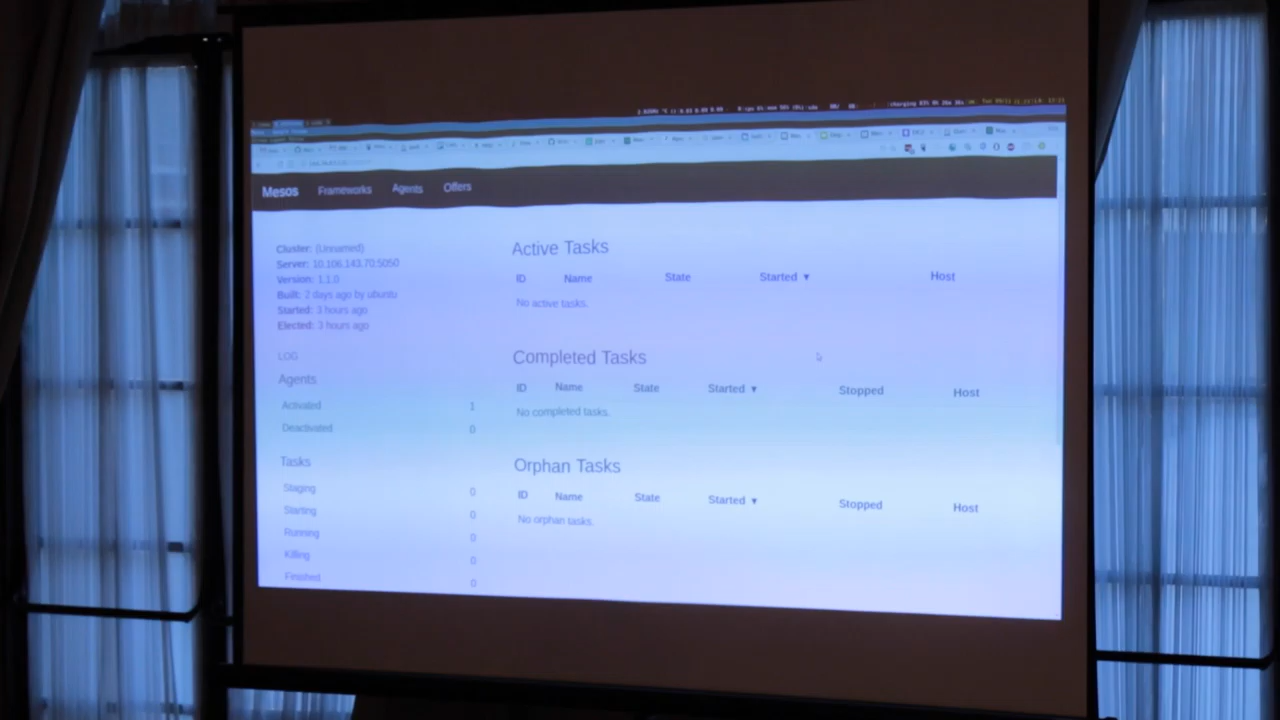 Mesos Frameworks Agents Offers
Cluster: (Unnamed)
Server: 10.106.143.70:5050
Version: 1.1.0
Built: 2 days ago by ubuntu
Started: 3 hours ago
Elected: 3 hours ago
LOG
Agents
Activated 1
Deactivated 0
Tasks
Staging 0
Starting 0
Running 0
Killing 0
Finished 0
Active Tasks
ID Name State Started ▼ Host
No active tasks.
Completed Tasks
ID Name State Started ▼ Stopped Host
No completed tasks.
Orphan Tasks
ID Name State Started ▼ Stopped Host
No orphan tasks.